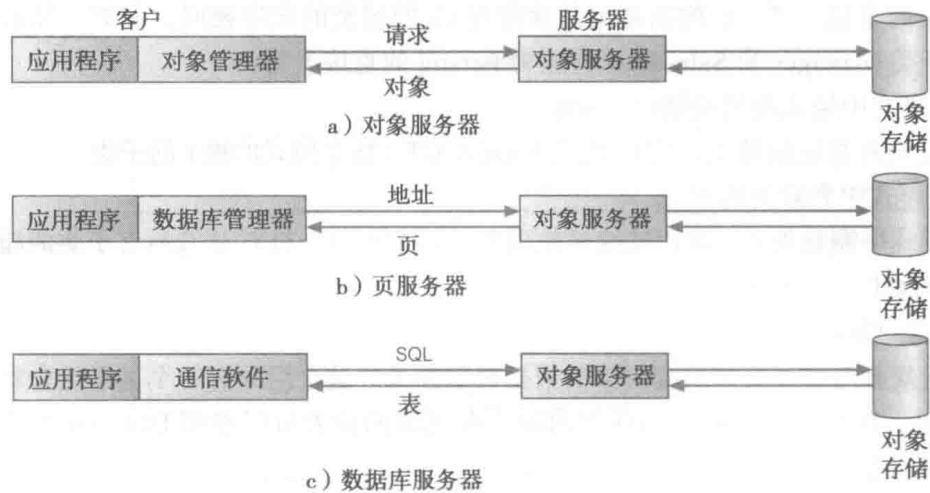 客户 请求 服务器
应用程序 对象管理器 对象服务器
对象
对象
存储
a）对象服务器
地址
应用程序 数据库管理器 对象服务器
页
对象
存储
b）页服务器
SQL
应用程序 通信软件 对象服务器
表
对象
存储
c）数据库服务器